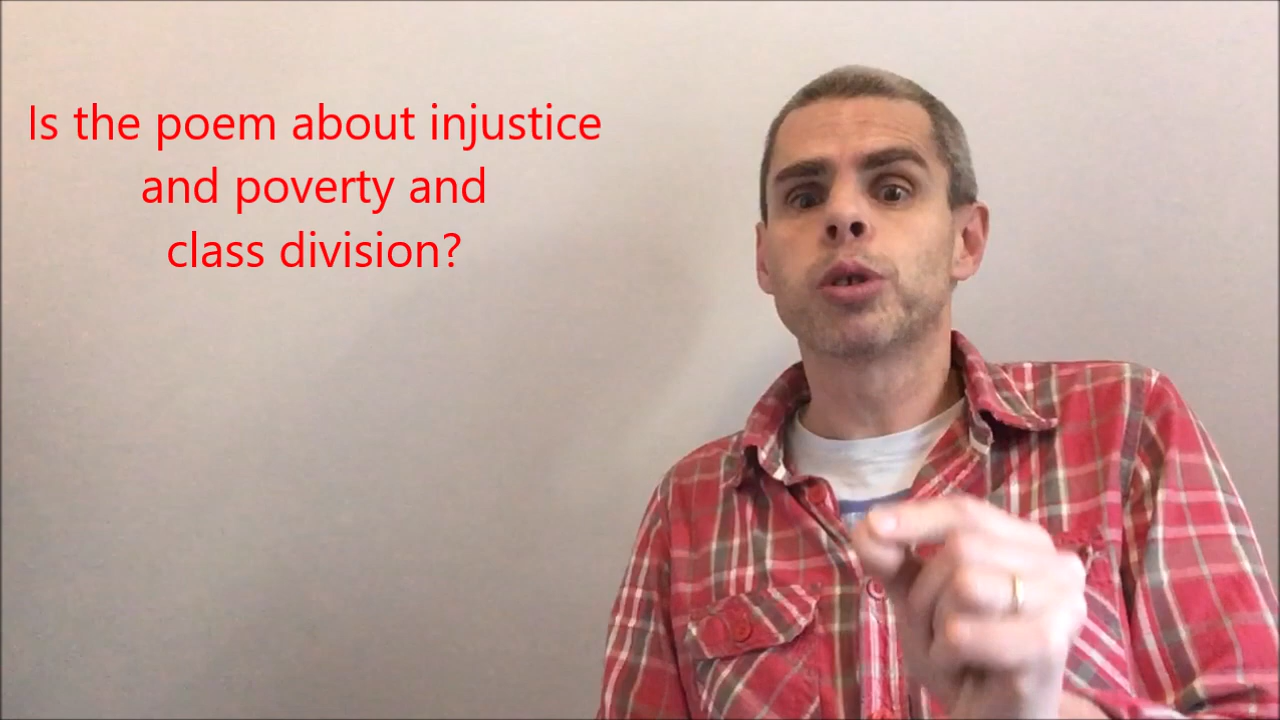 Is the poem about injustice
and poverty and
class division?